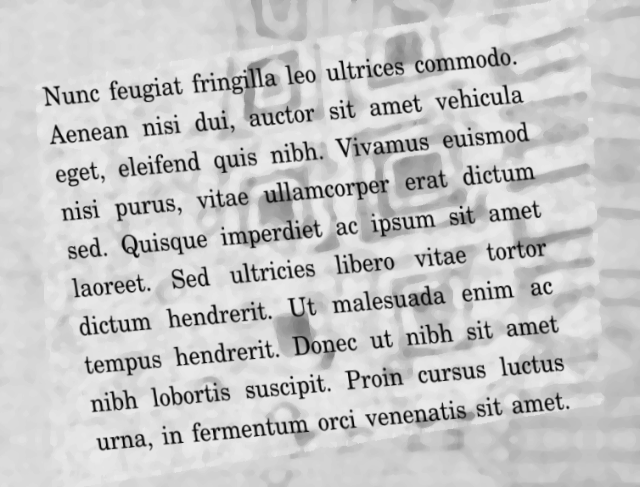 Nunc feugiat fringilla leo ultrices commodo.
Aenean nisi dui, auctor sit amet vehicula
eget, eleifend quis nibh. Vivamus euismod
nisi purus, vitae ullamcorper erat dictum
sed. Quisque imperdiet ac ipsum sit amet
laoreet. Sed ultricies libero vitae tortor
dictum hendrerit. Ut malesuada enim ac
tempus hendrerit. Donec ut nibh sit amet
nibh lobortis suscipit. Proin cursus luctus
urna, in fermentum orci venenatis sit amet.